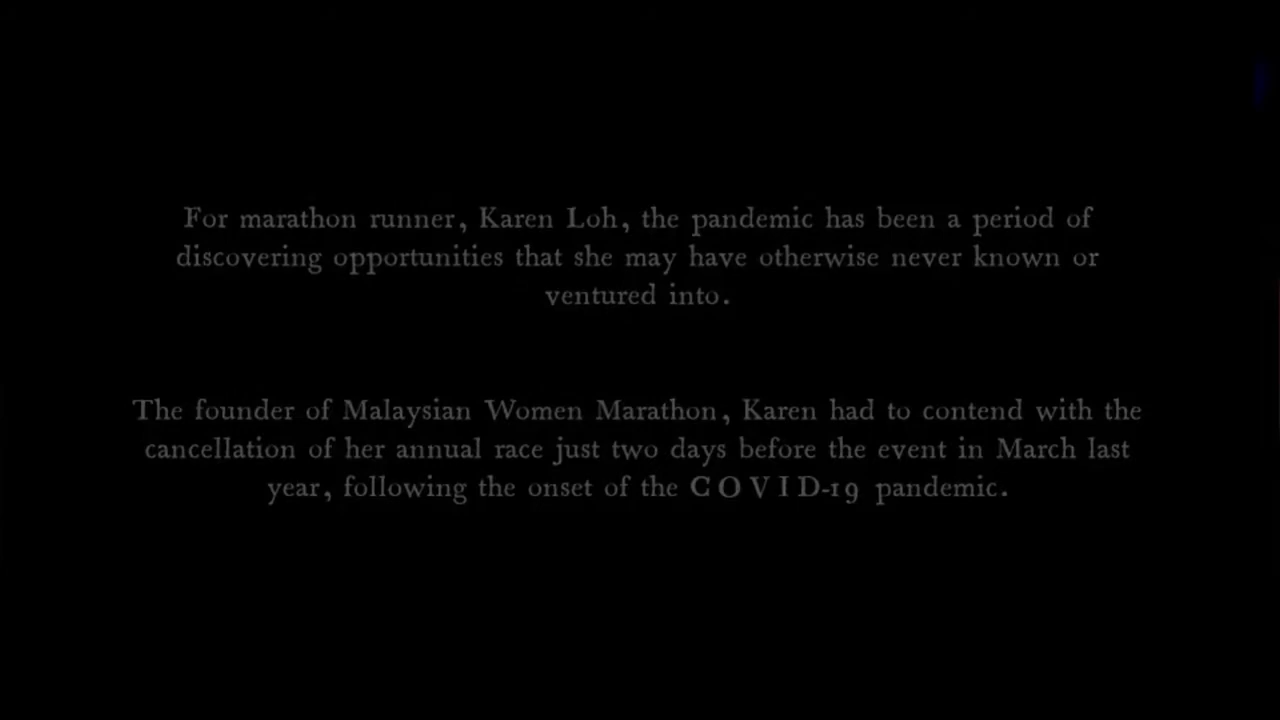 For marathon runner, Karen Loh, the pandemic has been a period of
discovering opportunities that she may have otherwise never known or
ventured into.
The founder of Malaysian Women Marathon, Karen had to contend with the
cancellation of her annual race just two days before the event in March last
year, following the onset of the COVID-19 pandemic.